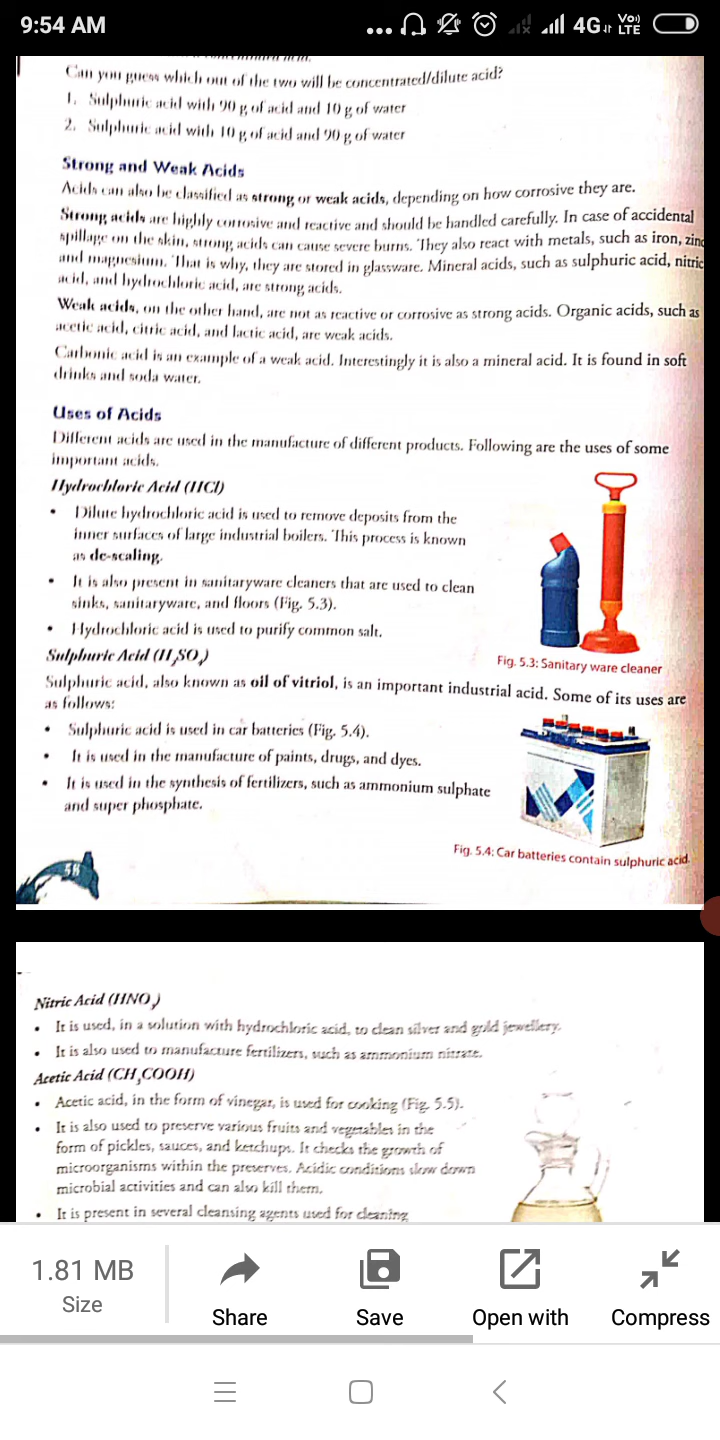 9:54 AM
4G
Vo))
LTE
Can you guess which out of the two will be concentrated/dilute acid?
1. Sulphuric acid with 90 g of acid and 10 g of water
2. Sulphuric acid with 10 g of acid and 90 g of water
Strong and Weak Acids
Acids can also be classified as strong or weak acids, depending on how corrosive they are.
Strong acids are highly corrosive and reactive and should be handled carefully. In case of accidental
spillage on the skin, strong acids can cause severe burns. They also react with metals, such as iron, zinc
and magnesium. That is why, they are stored in glassware. Mineral acids, such as sulphuric acid, nitric
acid, and hydrochloric acid, are strong acids.
Weak acids, on the other hand, are not as reactive or corrosive as strong acids. Organic acids, such as
acetic acid, citric acid, and lactic acid, are weak acids.
Carbonic acid is an example of a weak acid. Interestingly it is also a mineral acid. It is found in soft
drinks and soda water.
Uses of Acids
Different acids are used in the manufacture of different products. Following are the uses of some
important acids.
Hydrochloric Acid (HCl)
• Dilute hydrochloric acid is used to remove deposits from the
inner surfaces of large industrial boilers. This process is known
as de-scaling.
• It is also present in sanitaryware cleaners that are used to clean
sinks, sanitaryware, and floors (Fig. 5.3).
• Hydrochloric acid is used to purify common salt.
Fig. 5.3: Sanitary ware cleaner
Sulphuric Acid (H₂SO₄)
Sulphuric acid, also known as oil of vitriol, is an important industrial acid. Some of its uses are
as follows:
• Sulphuric acid is used in car batteries (Fig. 5.4).
• It is used in the manufacture of paints, drugs, and dyes.
• It is used in the synthesis of fertilizers, such as ammonium sulphate
and super phosphate.
Fig. 5.4: Car batteries contain sulphuric acid.
58
Nitric Acid (HNO₃)
• It is used, in a solution with hydrochloric acid, to clean silver and gold jewellery.
• It is also used to manufacture fertilizers, such as ammonium nitrate.
Acetic Acid (CH₃COOH)
• Acetic acid, in the form of vinegar, is used for cooking (Fig. 5.5).
• It is also used to preserve various fruits and vegetables in the
form of pickles, sauces, and ketchups. It checks the growth of
microorganisms within the preserves. Acidic conditions slow down
microbial activities and can also kill them.
• It is present in several cleansing agents used for cleaning
1.81 MB
Size
Share
Save
Open with
Compress